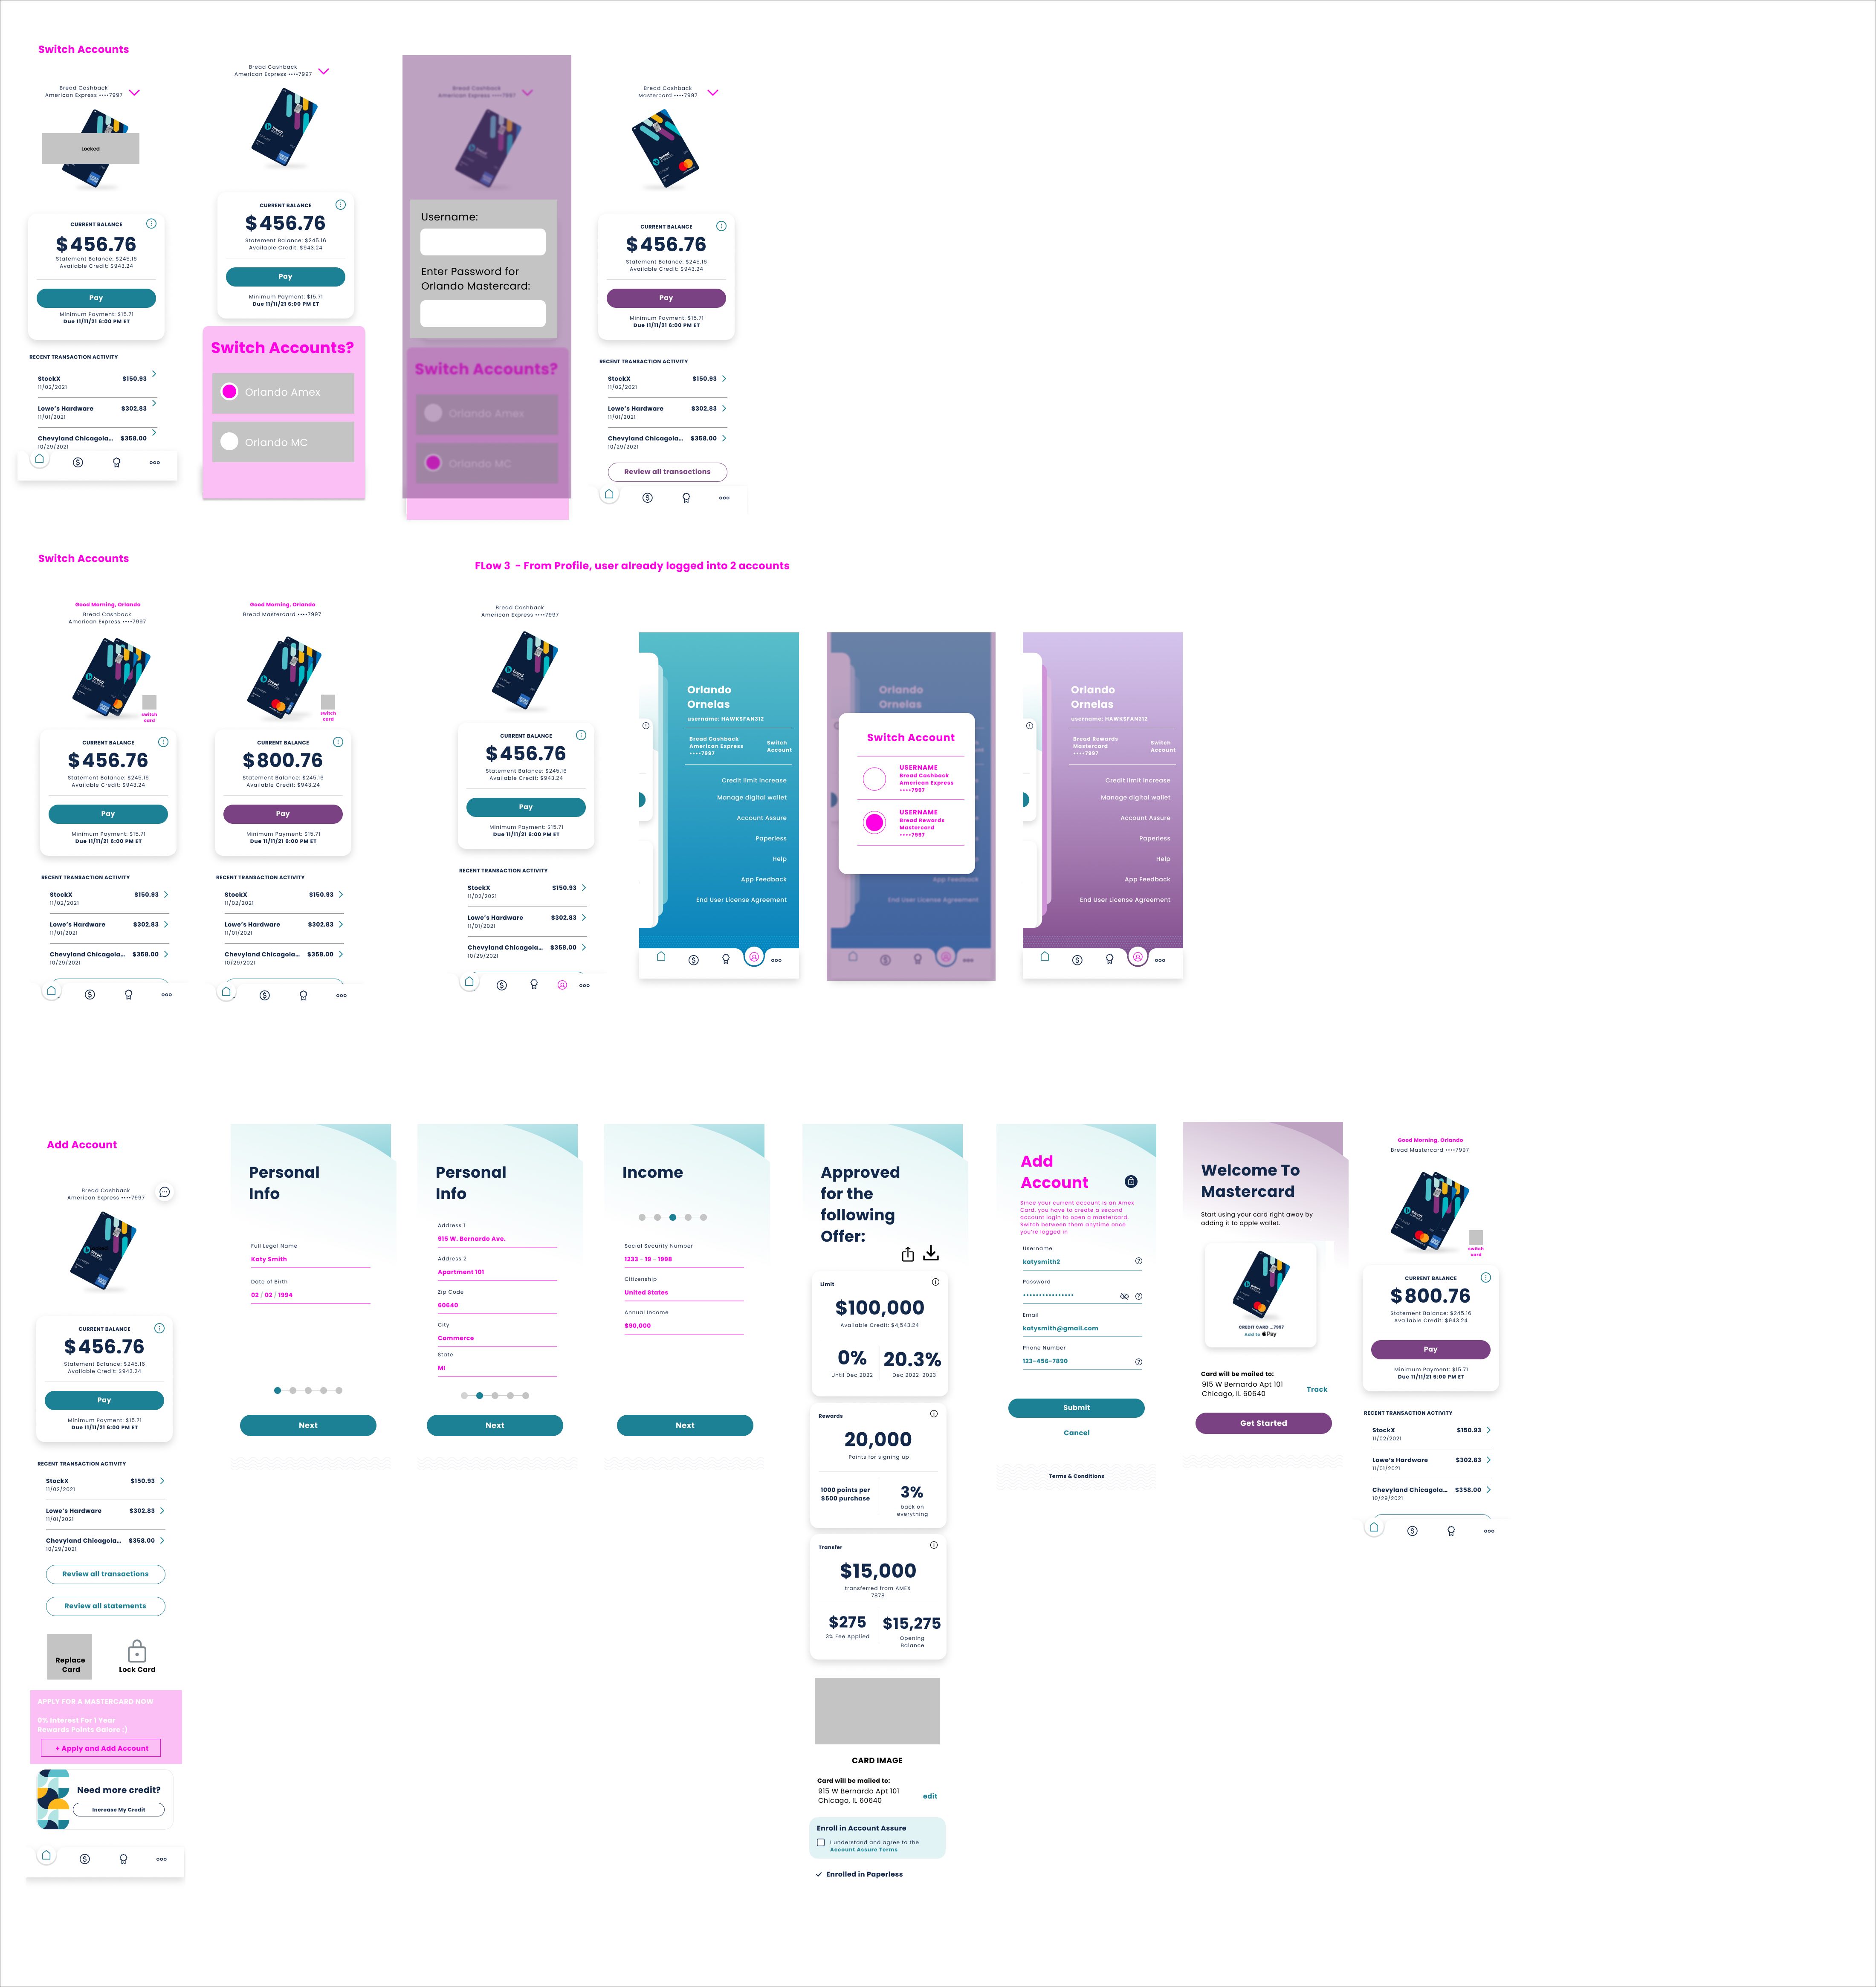 Switch Accounts
Bread Cashback
American Express ••••7997
Locked
CURRENT BALANCE
$456.76
Statement Balance: $245.16
Available Credit: $943.24
Pay
Minimum Payment: $15.71
Due 11/11/21 6:00 PM ET
RECENT TRANSACTION ACTIVITY
StockX $150.93
11/02/2021
Lowe's Hardware $302.83
11/01/2021
Chevyland Chicagola... $358.00
10/29/2021
Bread Cashback
American Express ••••7997
bread
CURRENT BALANCE
$456.76
Statement Balance: $245.16
Available Credit: $943.24
Pay
Minimum Payment: $15.71
Due 11/11/21 6:00 PM ET
Switch Accounts?
Orlando Amex
Orlando MC
Bread Cashback
American Express ••••7997
Username:
Enter Password for
Orlando Mastercard:
Switch Accounts?
Orlando Amex
Orlando MC
Bread Cashback
Mastercard ••••7997
bread
CURRENT BALANCE
$456.76
Statement Balance: $245.16
Available Credit: $943.24
Pay
Minimum Payment: $15.71
Due 11/11/21 6:00 PM ET
RECENT TRANSACTION ACTIVITY
StockX $150.93
11/02/2021
Lowe's Hardware $302.83
11/01/2021
Chevyland Chicagola... $358.00
10/29/2021
Review all transactions
Switch Accounts
Good Morning, Orlando
Bread Cashback
American Express ••••7997
bread
switch
card
CURRENT BALANCE
$456.76
Statement Balance: $245.16
Available Credit: $943.24
Pay
Minimum Payment: $15.71
Due 11/11/21 6:00 PM ET
RECENT TRANSACTION ACTIVITY
StockX $150.93
11/02/2021
Lowe's Hardware $302.83
11/01/2021
Chevyland Chicagola... $358.00
10/29/2021
Good Morning, Orlando
Bread Mastercard ••••7997
bread
switch
card
CURRENT BALANCE
$800.76
Statement Balance: $245.16
Available Credit: $943.24
Pay
Minimum Payment: $15.71
Due 11/11/21 6:00 PM ET
RECENT TRANSACTION ACTIVITY
StockX $150.93
11/02/2021
Lowe's Hardware $302.83
11/01/2021
Chevyland Chicagola... $358.00
10/29/2021
FLow 3 - From Profile, user already logged into 2 accounts
Bread Cashback
American Express ••••7997
bread
CURRENT BALANCE
$456.76
Statement Balance: $245.16
Available Credit: $943.24
Pay
Minimum Payment: $15.71
Due 11/11/21 6:00 PM ET
RECENT TRANSACTION ACTIVITY
StockX $150.93
11/02/2021
Lowe's Hardware $302.83
11/01/2021
Chevyland Chicagola... $358.00
10/29/2021
Orlando
Ornelas
username: HAWKSFAN312
Bread Cashback
American Express
••••7997
Switch
Account
Credit limit increase
Manage digital wallet
Account Assure
Paperless
Help
App Feedback
End User License Agreement
Orlando
Ornelas
Switch Account
USERNAME
Bread Cashback
American Express
••••7997
USERNAME
Bread Rewards
Mastercard
••••7997
App Feedback
End User License Agreement
Orlando
Ornelas
username: HAWKSFAN312
Bread Rewards
Mastercard
••••7997
Switch
Account
Credit limit increase
Manage digital wallet
Account Assure
Paperless
Help
App Feedback
End User License Agreement
Add Account
Bread Cashback
American Express ••••7997
bread
CURRENT BALANCE
$456.76
Statement Balance: $245.16
Available Credit: $943.24
Pay
Minimum Payment: $15.71
Due 11/11/21 6:00 PM ET
RECENT TRANSACTION ACTIVITY
StockX $150.93
11/02/2021
Lowe's Hardware $302.83
11/01/2021
Chevyland Chicagola... $358.00
10/29/2021
Review all transactions
Review all statements
Replace
Card
Lock Card
APPLY FOR A MASTERCARD NOW
0% Interest For 1 Year
Rewards Points Galore :)
+ Apply and Add Account
Need more credit?
Increase My Credit
Personal
Info
Full Legal Name
Katy Smith
Date of Birth
02 / 02 / 1994
Next
Personal
Info
Address 1
915 W. Bernardo Ave.
Address 2
Apartment 101
Zip Code
60640
City
Commerce
State
MI
Next
Income
Social Security Number
1233 - 19 - 1998
Citizenship
United States
Annual Income
$90,000
Next
Approved
for the
following
Offer:
Limit
$100,000
Available Credit: $4,543.24
0%
Until Dec 2022
20.3%
Dec 2022-2023
Rewards
20,000
Points for signing up
1000 points per
$500 purchase
3%
back on
everything
Transfer
$15,000
transferred from AMEX
7878
$275
3% Fee Applied
$15,275
Opening
Balance
CARD IMAGE
Card will be mailed to:
915 W Bernardo Apt 101
Chicago, IL 60640
edit
Enroll in Account Assure
I understand and agree to the
Account Assure Terms
Enrolled in Paperless
Add
Account
Since your current account is an Amex
Card, you have to create a second
account login to open a mastercard.
Switch between them anytime once
you're logged in
Username
katysmith2
Password
••••••••••••••••
Email
katysmith@gmail.com
Phone Number
123-456-7890
Submit
Cancel
Terms & Conditions
Welcome To
Mastercard
Start using your card right away by
adding it to apple wallet.
bread
CREDIT CARD ...7997
Add to Pay
Card will be mailed to:
915 W Bernardo Apt 101
Chicago, IL 60640
Track
Get Started
Good Morning, Orlando
Bread Mastercard ••••7997
bread
switch
card
CURRENT BALANCE
$800.76
Statement Balance: $245.16
Available Credit: $943.24
Pay
Minimum Payment: $15.71
Due 11/11/21 6:00 PM ET
RECENT TRANSACTION ACTIVITY
StockX $150.93
11/02/2021
Lowe's Hardware $302.83
11/01/2021
Chevyland Chicagola... $358.00
10/29/2021